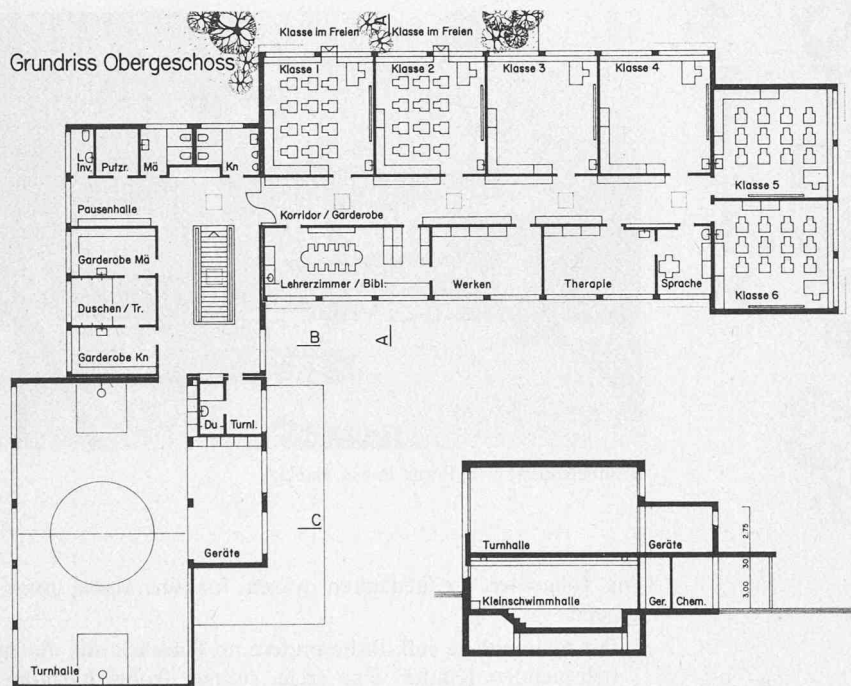 Klasse im Freien A Klasse im Freien
Grundriss Obergeschoss
Klasse 1 Klasse 2 Klasse 3 Klasse 4
L
Inv. Putzr. Mä Kn
Klasse 5
Pausenhalle Korridor / Garderobe
Garderobe Mä
Lehrerzimmer / Bibl. Werken Therapie Sprache
Klasse 6
Duschen / Tr.
B A
Garderobe Kn
Du Turnl.
C
Geräte
Turnhalle
Turnhalle Geräte
2.75
30
3.00
Kleinschwimmhalle Ger. Chem.